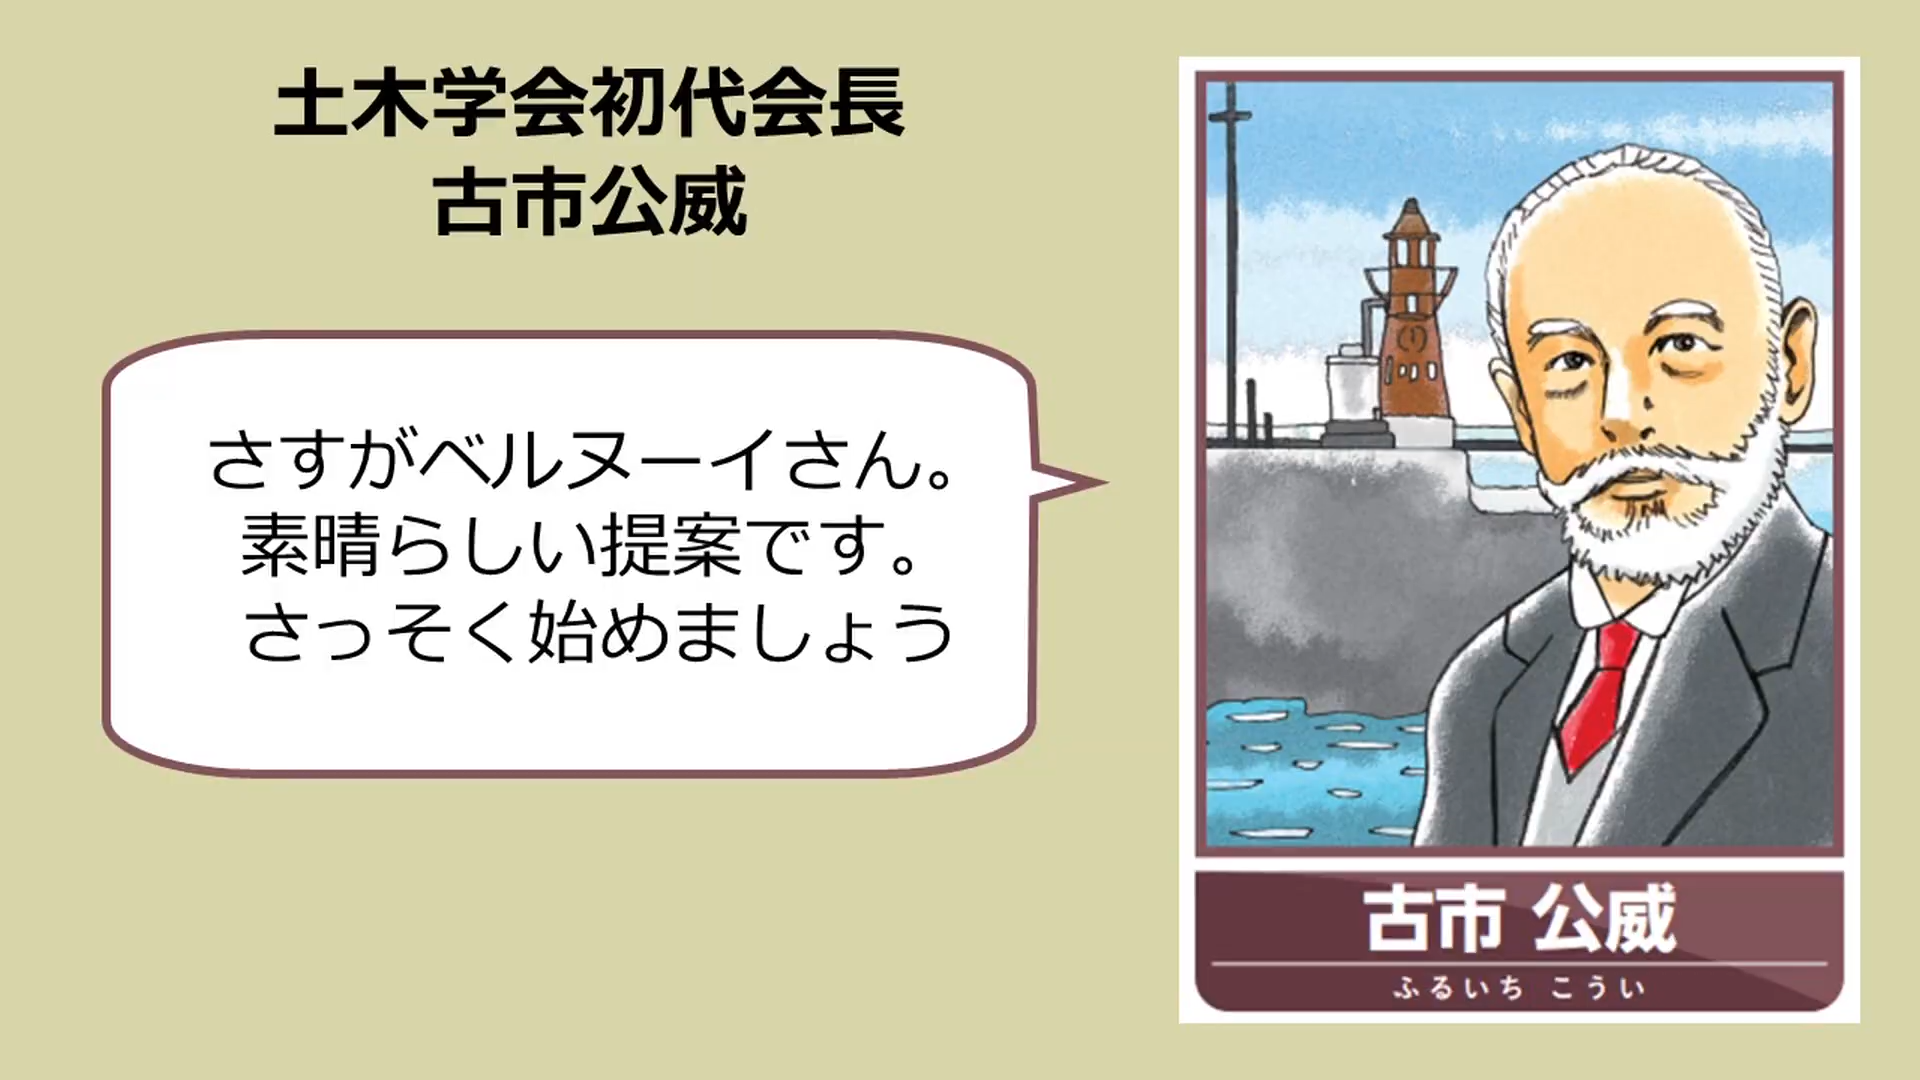 土木学会初代会長
古市公威
さすがベルヌーイさん。
素晴らしい提案です。
さっそく始めましょう
古市 公威
ふるいち こうい